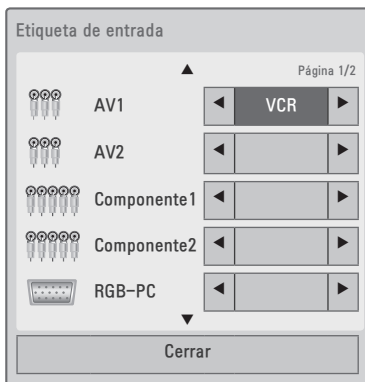 Etiqueta de entrada
Página 1/2
AV1
VCR
AV2
Componente1
Componente2
RGB-PC
Cerrar